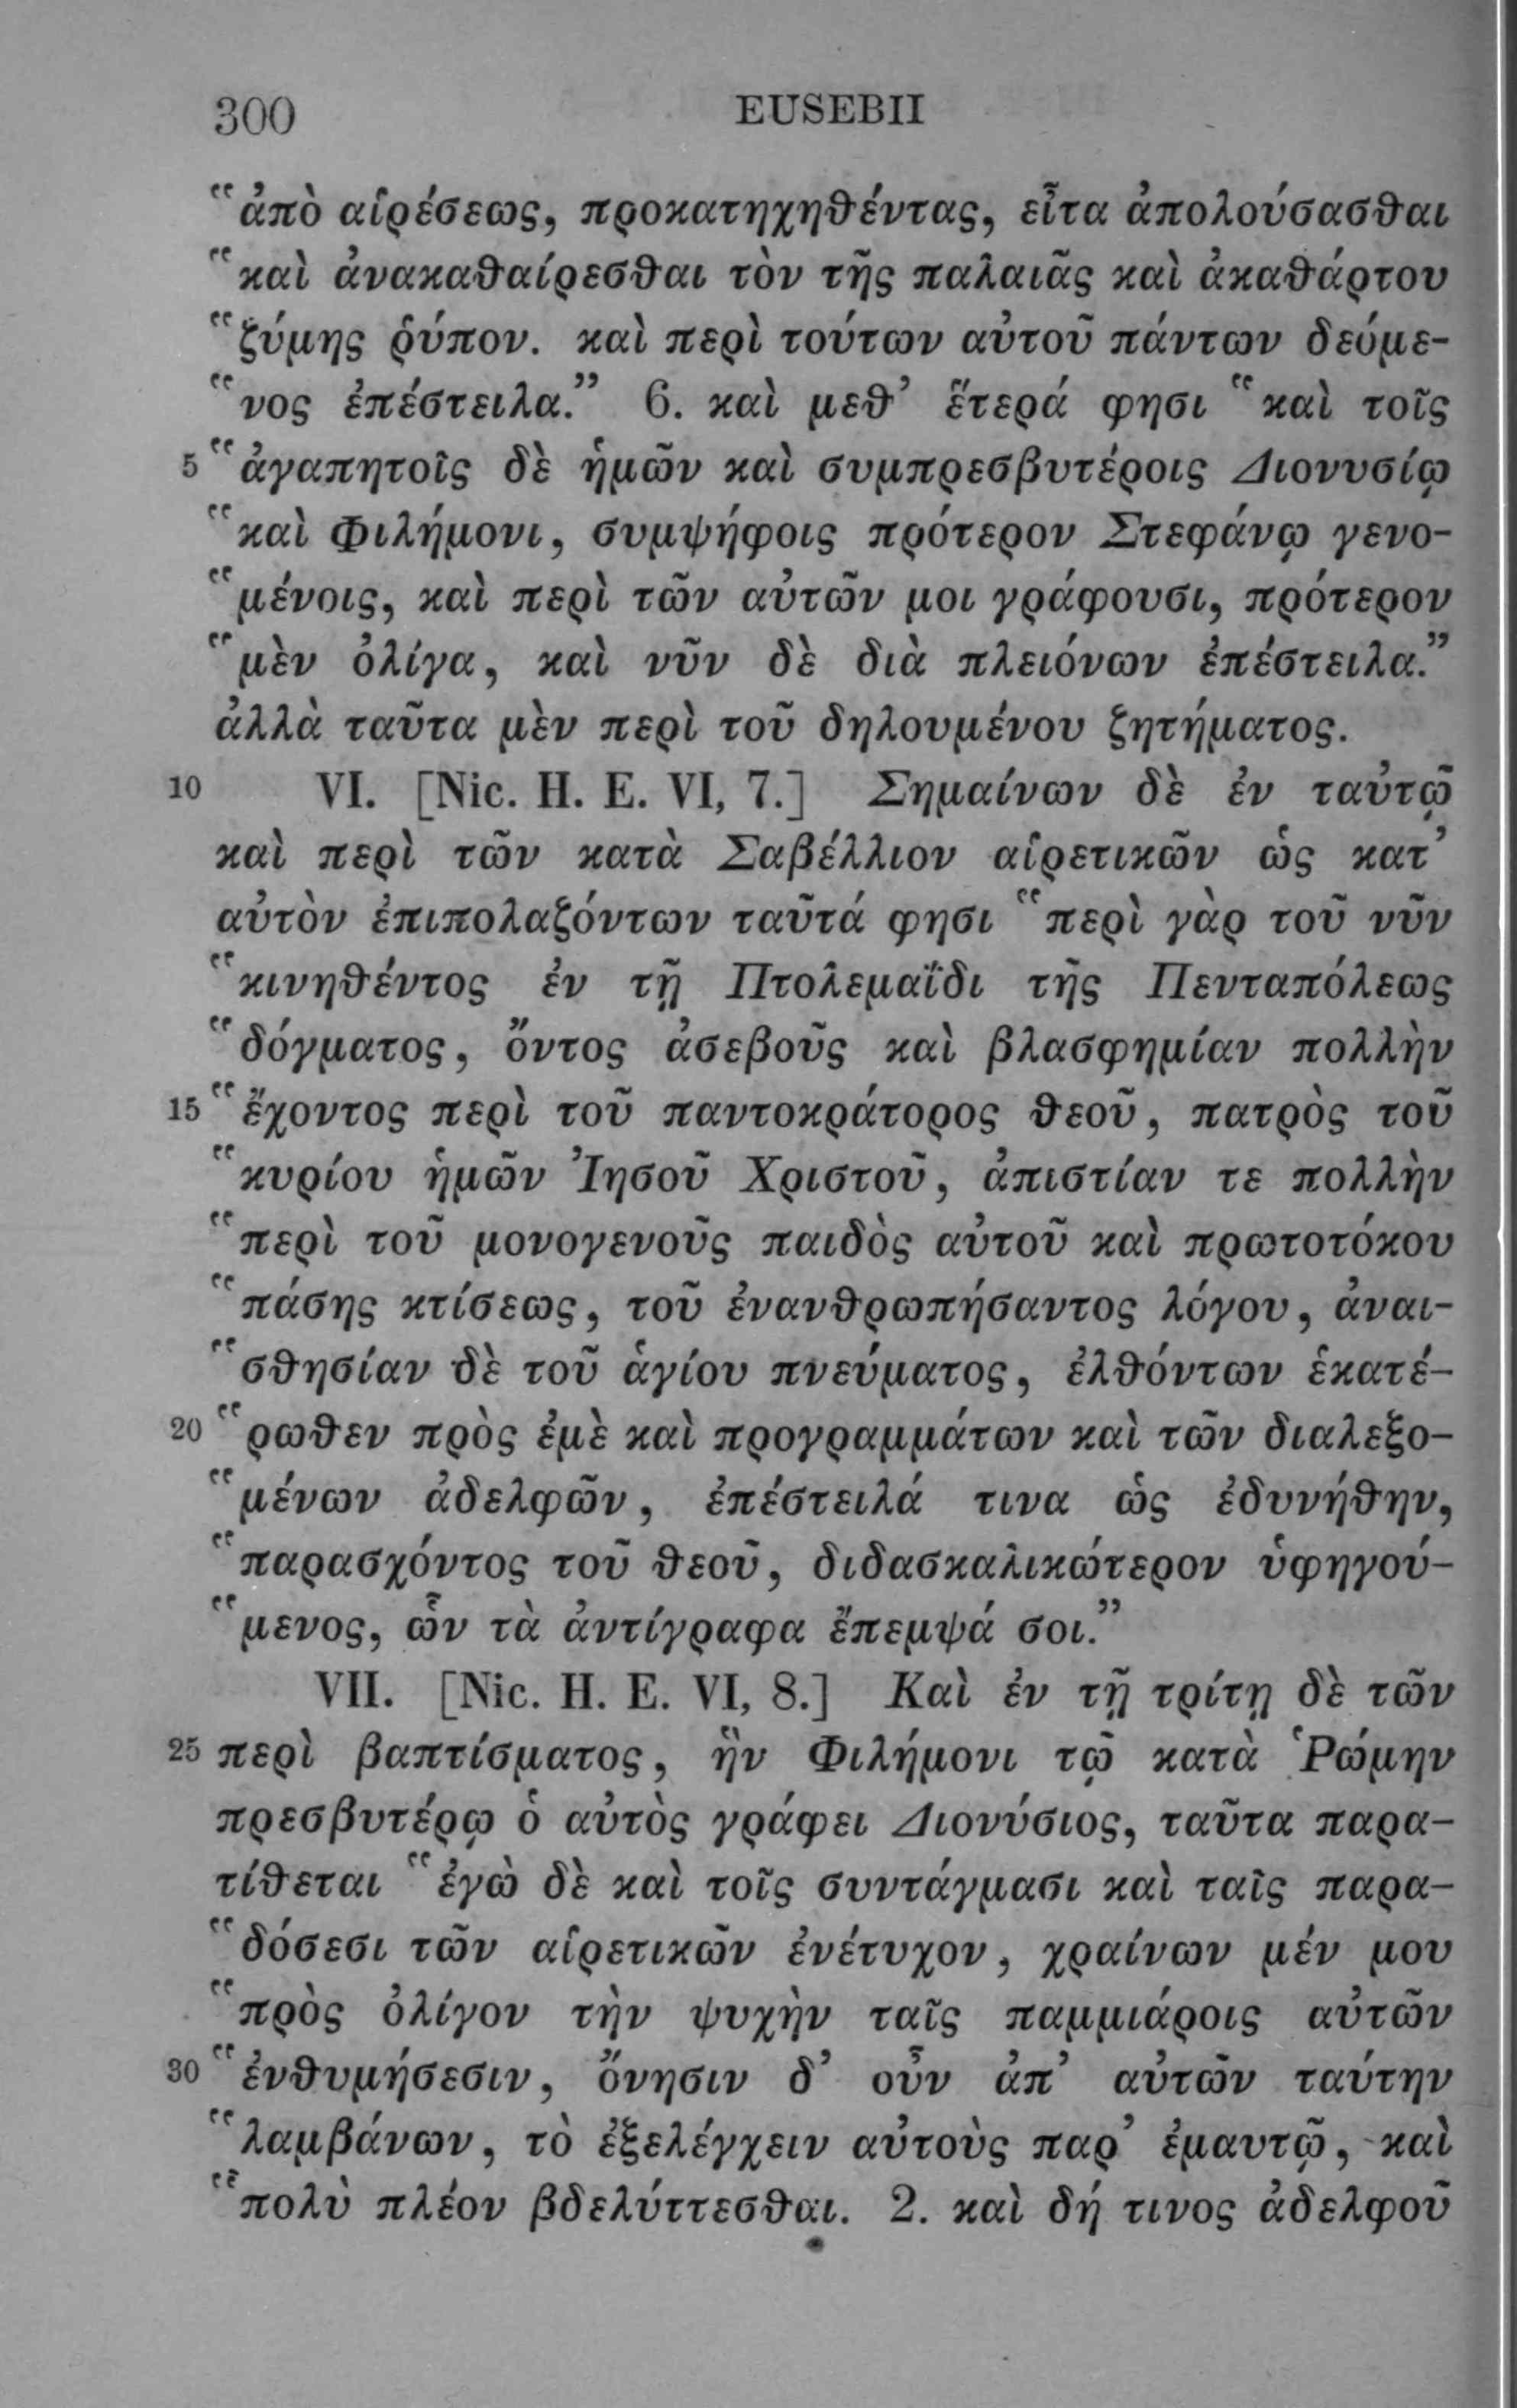 300 EUSEBII
“ἀπὸ αἱρέσεως, προκατηχηθέντας, εἶτα ἀπολούσασθαι
“καὶ ἀνακαθαίρεσθαι τὸν τῆς παλαιᾶς καὶ ἀκαθάρτου
“ζύμης ῥύπον. καὶ περὶ τούτων αὐτοῦ πάντων δεόμε-
“νος ἐπέστειλα.” 6. καὶ μεθ’ ἕτερά φησι “καὶ τοῖς
5 “ἀγαπητοῖς δὲ ἡμῶν καὶ συμπρεσβυτέροις Διονυσίῳ
“καὶ Φιλήμονι, συμψήφοις πρότερον Στεφάνῳ γενο-
“μένοις, καὶ περὶ τῶν αὐτῶν μοι γράφουσι, πρότερον
“μὲν ὀλίγα, καὶ νῦν δὲ διὰ πλειόνων ἐπέστειλα.”
ἀλλὰ ταῦτα μὲν περὶ τοῦ δηλουμένου ζητήματος.
10 VI. [Nic. H. E. VI, 7.] Σημαίνων δὲ ἐν ταὐτῷ
καὶ περὶ τῶν κατὰ Σαβέλλιον αἱρετικῶν ὡς κατ’
αὐτὸν ἐπιπολαζόντων ταῦτά φησι “περὶ γὰρ τοῦ νῦν
“κινηθέντος ἐν τῇ Πτολεμαΐδι τῆς Πενταπόλεως
“δόγματος, ὄντος ἀσεβοῦς καὶ βλασφημίαν πολλὴν
15 “ἔχοντος περὶ τοῦ παντοκράτορος θεοῦ, πατρὸς τοῦ
“κυρίου ἡμῶν Ἰησοῦ Χριστοῦ, ἀπιστίαν τε πολλὴν
“περὶ τοῦ μονογενοῦς παιδὸς αὐτοῦ καὶ πρωτοτόκου
“πάσης κτίσεως, τοῦ ἐνανθρωπήσαντος λόγου, ἀναι-
“σθησίαν δὲ τοῦ ἁγίου πνεύματος, ἐλθόντων ἑκατέ-
20 “ρωθεν πρὸς ἐμὲ καὶ προγραμμάτων καὶ τῶν διαλεξο-
“μένων ἀδελφῶν, ἐπέστειλά τινα ὡς ἐδυνήθην,
“παρασχόντος τοῦ θεοῦ, διδασκαλικώτερον ὑφηγού-
“μενος, ὧν τὰ ἀντίγραφα ἔπεμψά σοι.”
VII. [Nic. H. E. VI, 8.] Καὶ ἐν τῇ τρίτῃ δὲ τῶν
25 περὶ βαπτίσματος, ἣν Φιλήμονι τῷ κατὰ Ῥώμην
πρεσβυτέρῳ ὁ αὐτὸς γράφει Διονύσιος, ταῦτα παρα-
τίθεται “ἐγὼ δὲ καὶ τοῖς συντάγμασι καὶ ταῖς παρα-
“δόσεσι τῶν αἱρετικῶν ἐνέτυχον, χραίνων μέν μου
“πρὸς ὀλίγον τὴν ψυχὴν ταῖς παμμιάροις αὐτῶν
30 “ἐνθυμήσεσιν, ὄνησιν δ’ οὖν ἀπ’ αὐτῶν ταύτην
“λαμβάνων, τὸ ἐξελέγχειν αὐτοὺς παρ’ ἐμαυτῷ, καὶ
“πολὺ πλέον βδελύττεσθαι. 2. καὶ δή τινος ἀδελφοῦ